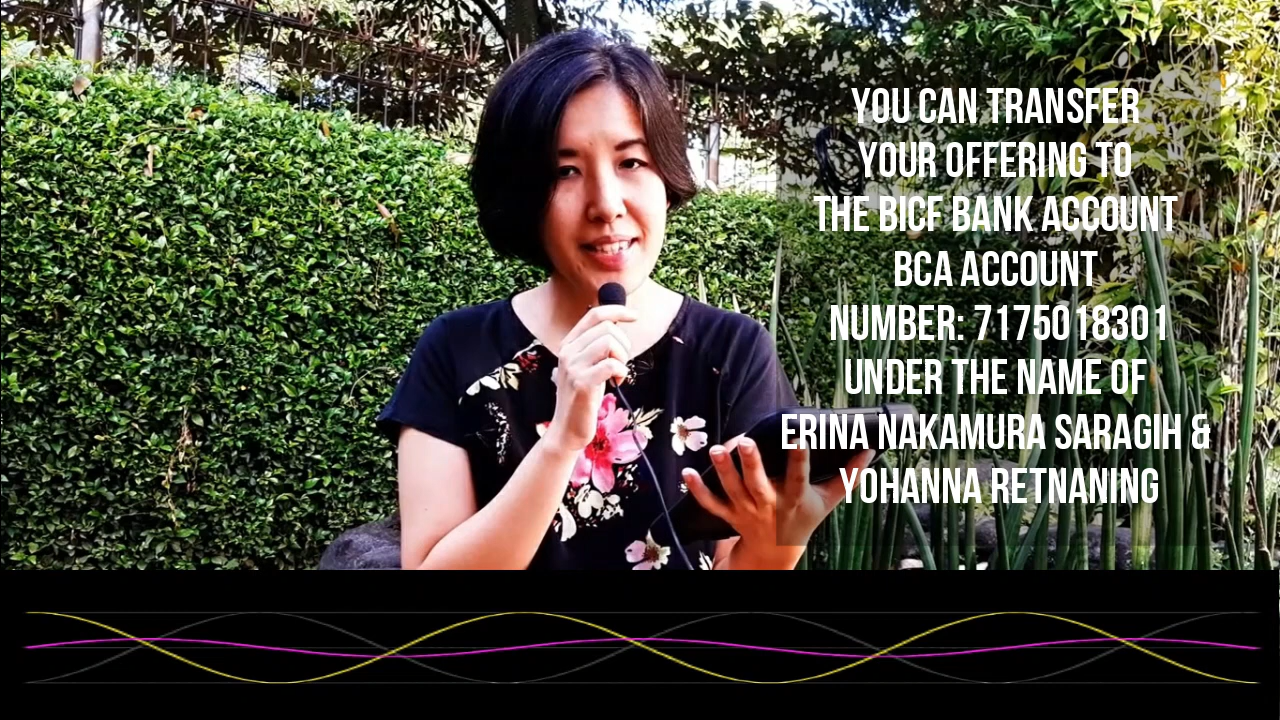 YOU CAN TRANSFER
YOUR OFFERING TO
THE BICF BANK ACCOUNT
BCA ACCOUNT
NUMBER: 7175018301
UNDER THE NAME OF
ERINA NAKAMURA SARAGIH &
YOHANNA RETNANING